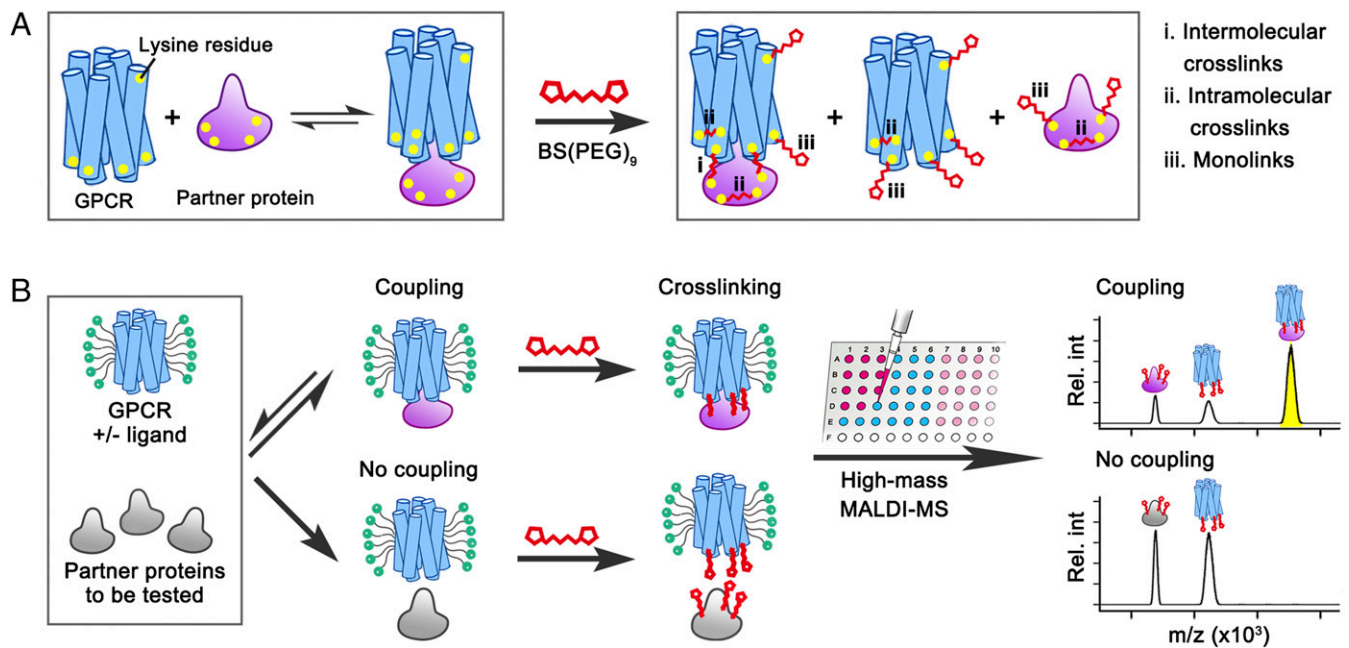 A
Lysine residue
GPCR
+
Partner protein
BS(PEG)₉
ii
i
ii
iii
+
ii
iii
+
iii
ii
i. Intermolecular
crosslinks
ii. Intramolecular
crosslinks
iii. Monolinks
B
GPCR
+/- ligand
Partner proteins
to be tested
Coupling
No coupling
Crosslinking
1 2 3 4 5 6 7 8 9 10
A
B
C
D
E
F
High-mass
MALDI-MS
Coupling
Rel. int
No coupling
Rel. int
m/z (x10³)